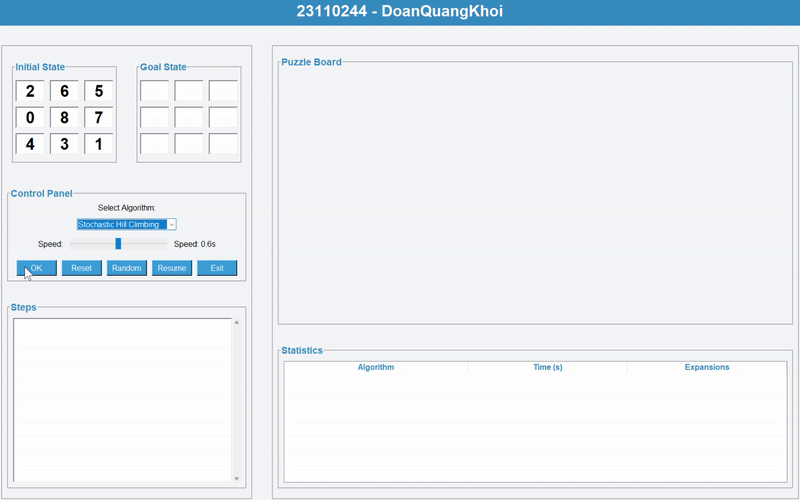 23110244 - DoanQuangKhoi
Initial State
2 6 5
0 8 7
4 3 1
Goal State
Control Panel
Select Algorithm:
Stochastic Hill Climbing
Speed: Speed: 0.6s
OK Reset Random Resume Exit
Steps
Puzzle Board
Statistics
Algorithm Time (s) Expansions